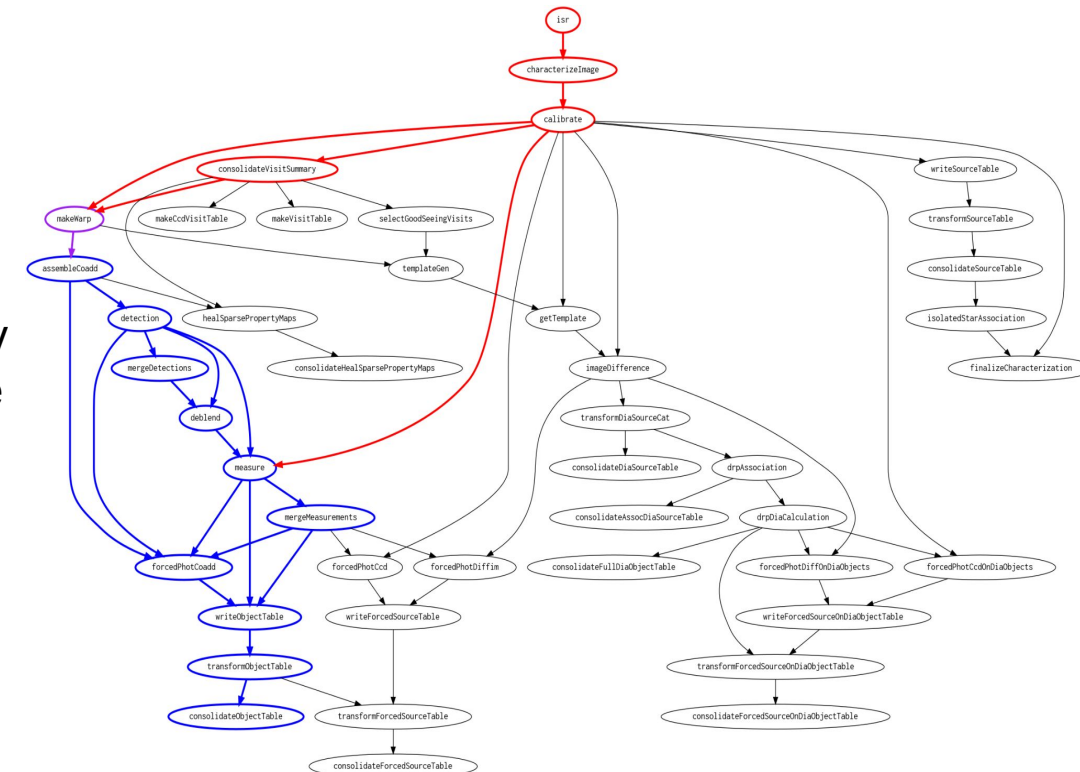 isr
characterizeImage
calibrate
consolidateVisitSummary
writeSourceTable
makeWarp
makeCcdVisitTable
makeVisitTable
selectGoodSeeingVisits
transformSourceTable
assembleCoadd
templateGen
consolidateSourceTable
detection
healSparsePropertyMaps
getTemplate
isolatedStarAssociation
y
mergeDetections
consolidateHealSparsePropertyMaps
imageDifference
finalizeCharacterization
e
deblend
transformDiaSourceCat
measure
consolidateDiaSourceTable
drpAssociation
mergeMeasurements
consolidateAssocDiaSourceTable
drpDiaCalculation
forcedPhotCoadd
forcedPhotCcd
forcedPhotDiffim
consolidateFullDiaObjectTable
forcedPhotDiffOnDiaObjects
forcedPhotCcdOnDiaObjects
writeObjectTable
writeForcedSourceTable
writeForcedSourceOnDiaObjectTable
transformObjectTable
transformForcedSourceOnDiaObjectTable
consolidateObjectTable
transformForcedSourceTable
consolidateForcedSourceOnDiaObjectTable
consolidateForcedSourceTable